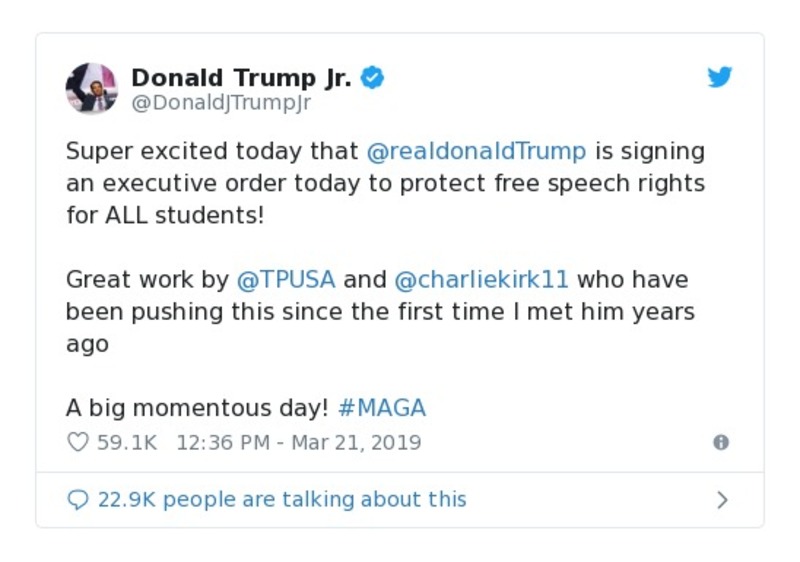 Donald Trump Jr.
@DonaldJTrumpJr
Super excited today that @realdonaldTrump is signing
an executive order today to protect free speech rights
for ALL students!
Great work by @TPUSA and @charliekirk11 who have
been pushing this since the first time I met him years
ago
A big momentous day! #MAGA
59.1K 12:36 PM - Mar 21, 2019
22.9K people are talking about this